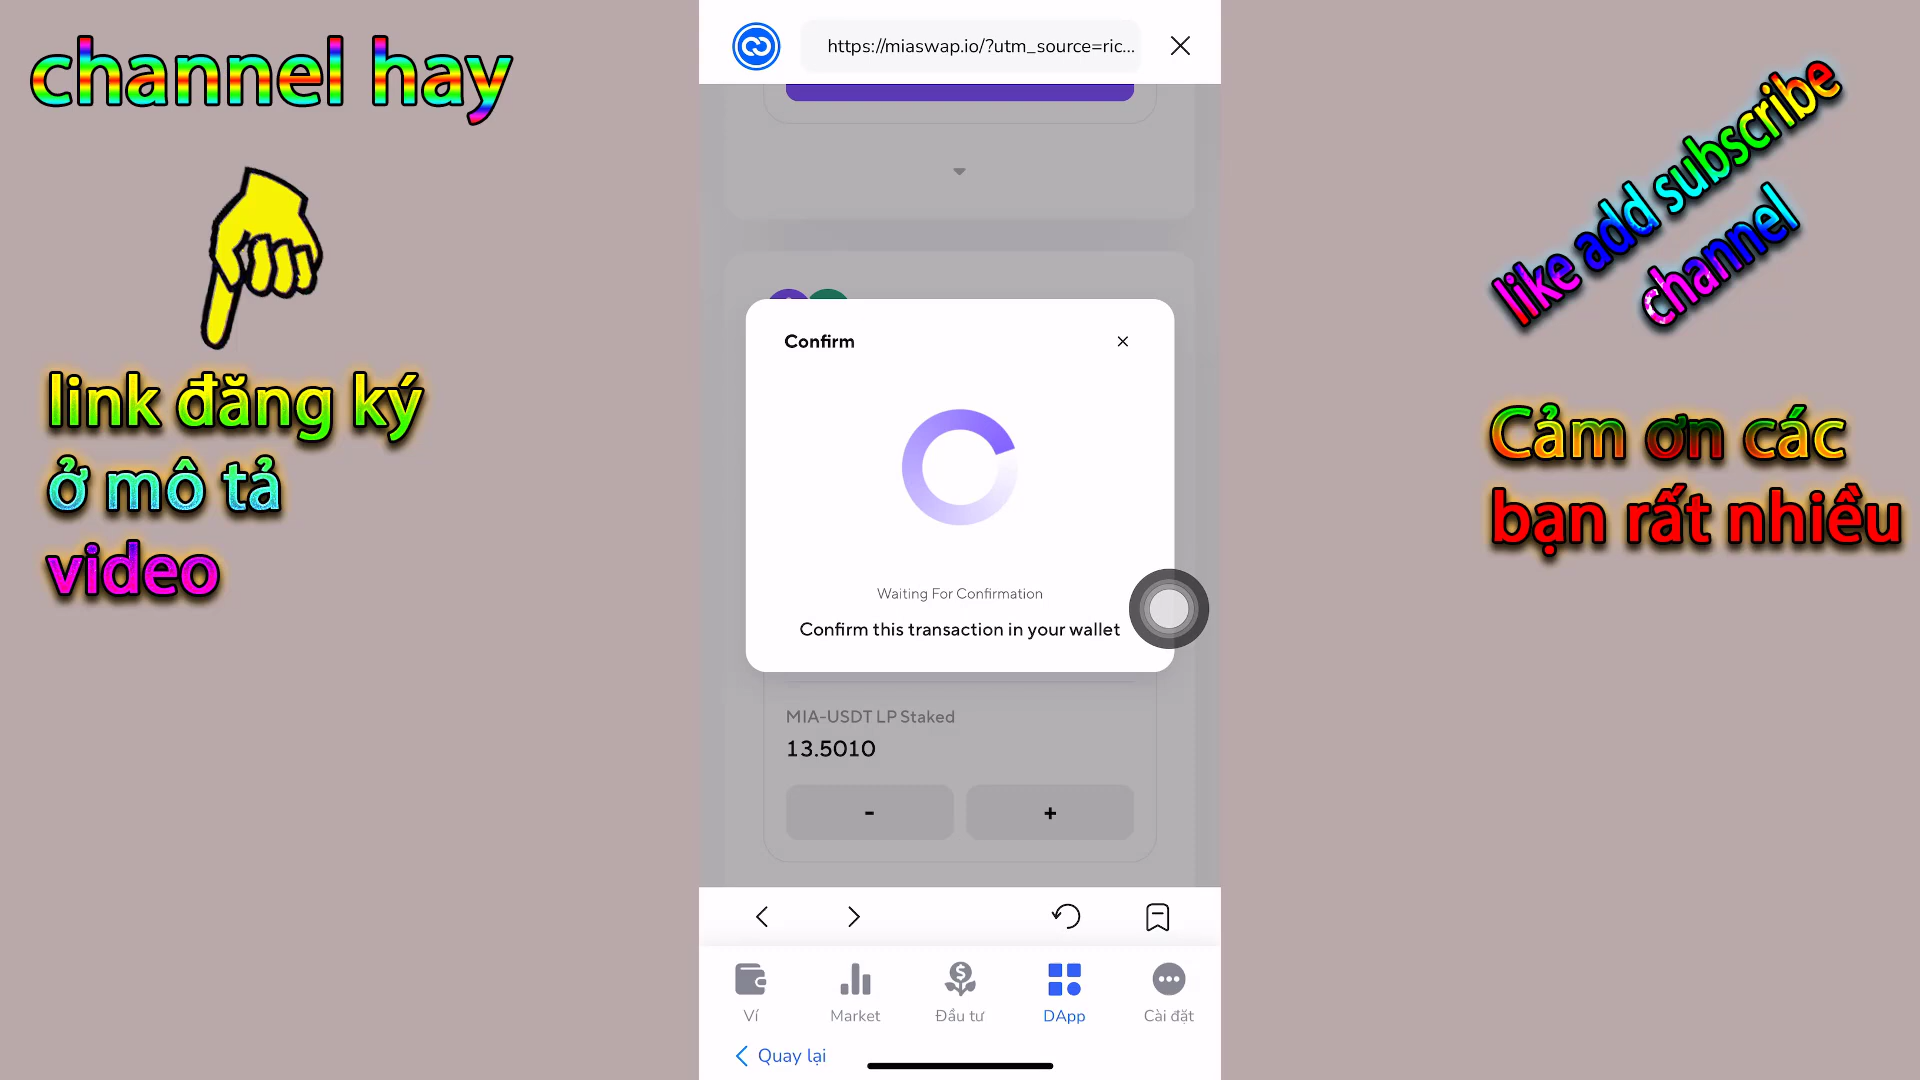 channel hay
link đăng ký
ở mô tả
video
https://miaswap.io/?utm_source=ric...
Confirm
Waiting For Confirmation
Confirm this transaction in your wallet
MIA-USDT LP Staked
13.5010
-
+
Ví
Market
Đầu tư
DApp
Cài đặt
Quay lại
like add subscribe
channel
Cảm ơn các
bạn rất nhiều